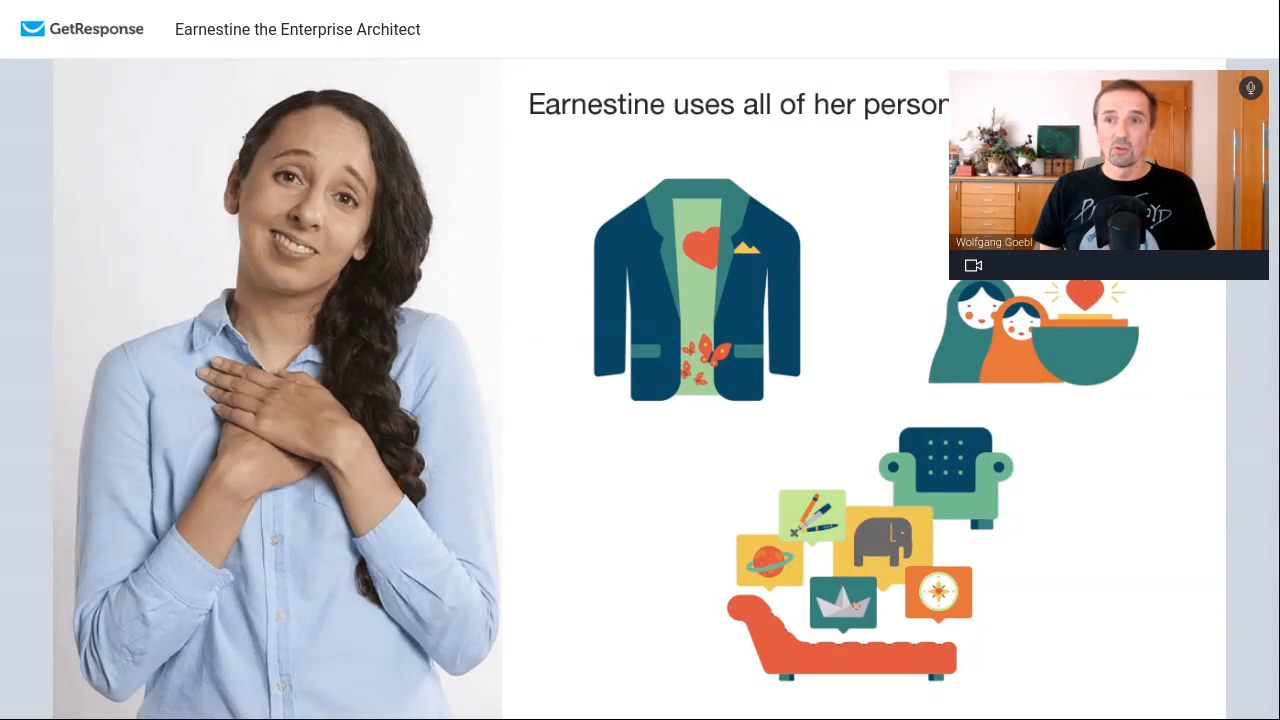 GetResponse
Earnestine the Enterprise Architect
Earnestine uses all of her person
Wolfgang Goebl